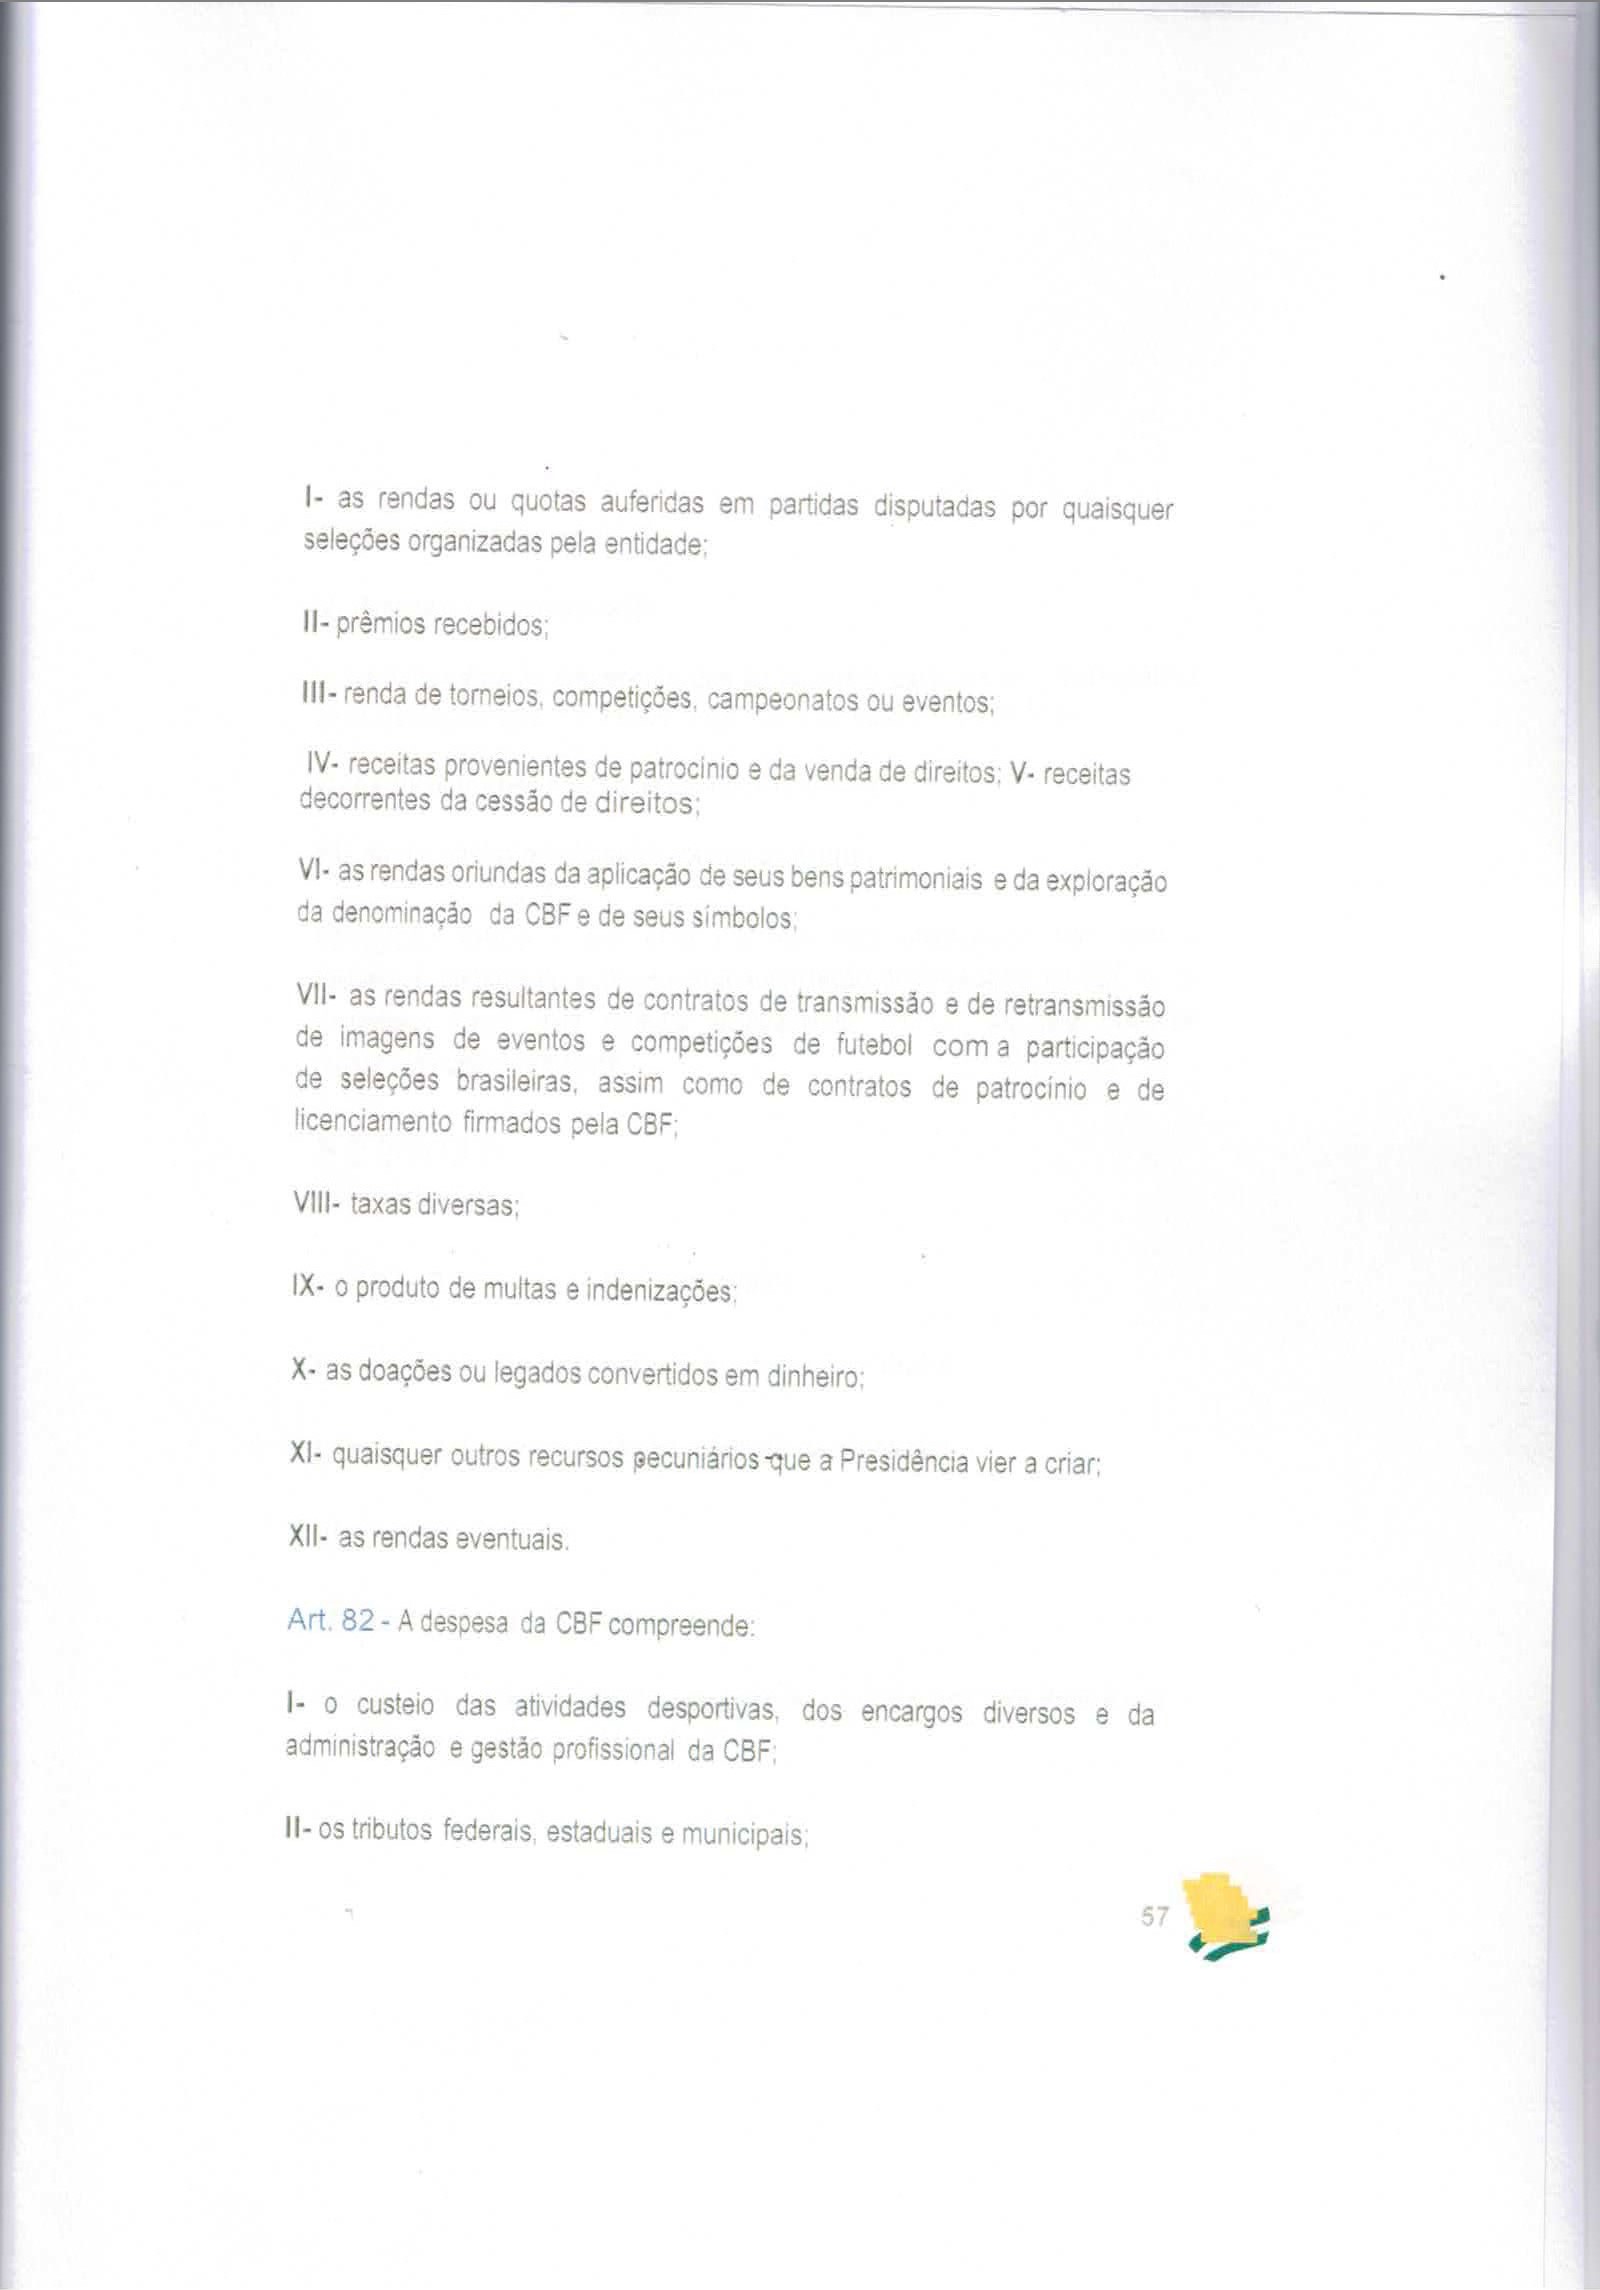 I- as rendas ou quotas auferidas em partidas disputadas por quaisquer
seleções organizadas pela entidade;
II- prêmios recebidos;
III- renda de torneios, competições, campeonatos ou eventos;
IV- receitas provenientes de patrocínio e da venda de direitos; V- receitas
decorrentes da cessão de direitos;
VI- as rendas oriundas da aplicação de seus bens patrimoniais e da exploração
da denominação da CBF e de seus símbolos;
VII- as rendas resultantes de contratos de transmissão e de retransmissão
de imagens de eventos e competições de futebol com a participação
de seleções brasileiras, assim como de contratos de patrocínio e de
licenciamento firmados pela CBF;
VIII- taxas diversas;
IX- o produto de multas e indenizações;
X- as doações ou legados convertidos em dinheiro;
XI- quaisquer outros recursos pecuniários que a Presidência vier a criar;
XII- as rendas eventuais.
Art. 82 - A despesa da CBF compreende:
I- o custeio das atividades desportivas, dos encargos diversos e da
administração e gestão profissional da CBF;
II- os tributos federais, estaduais e municipais;
57